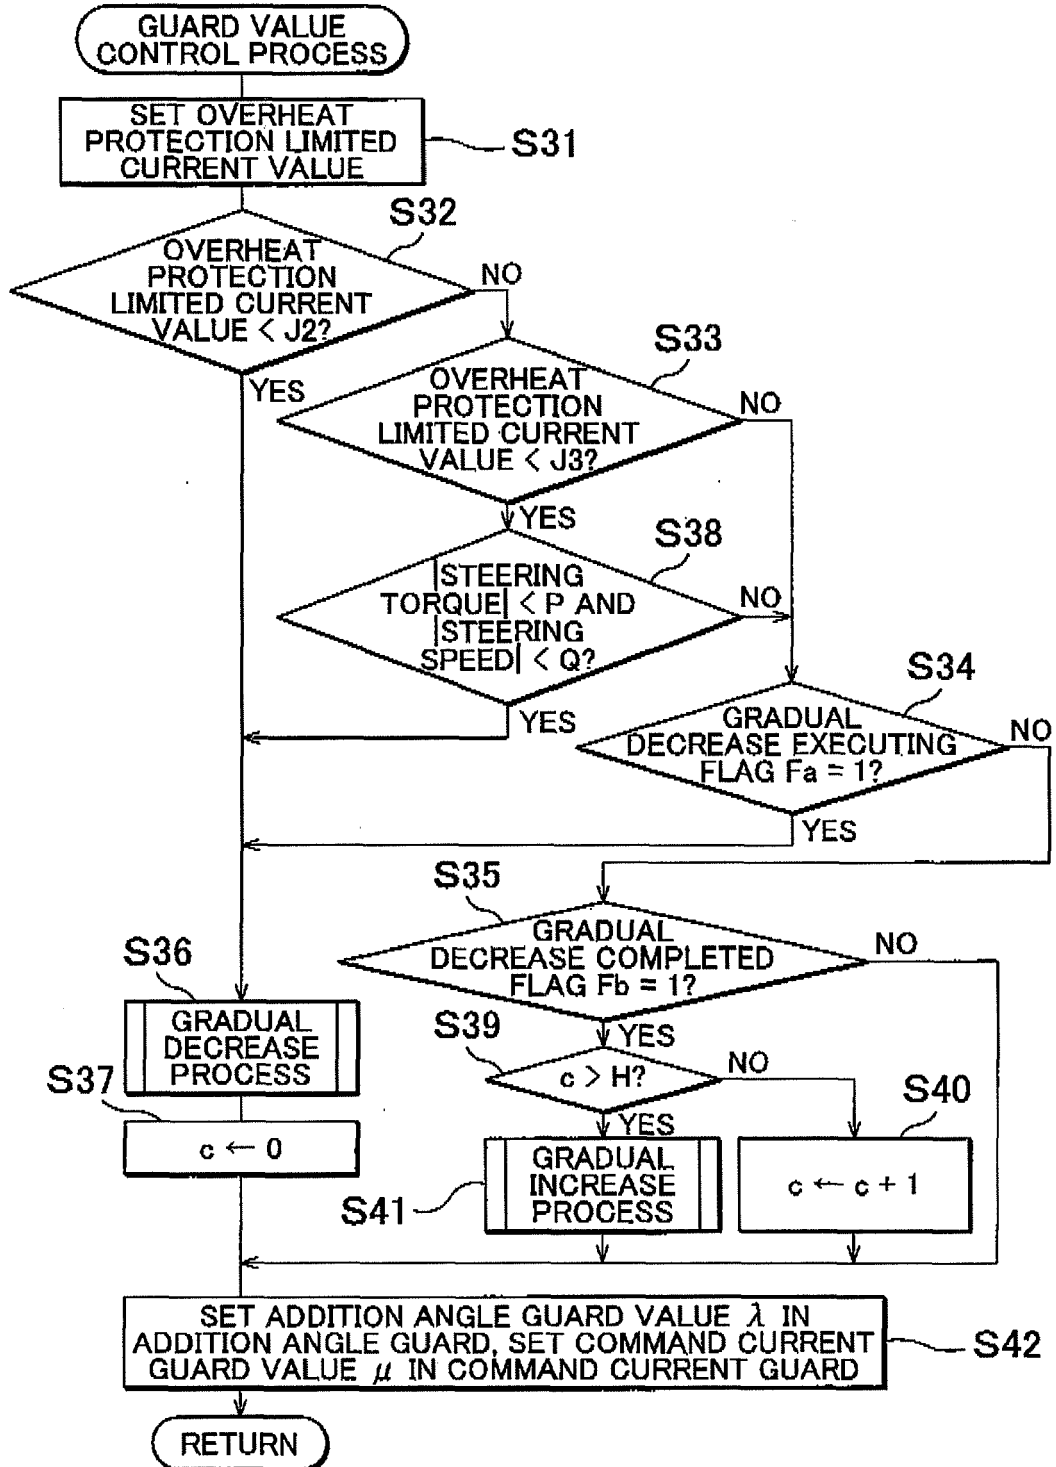 GUARD VALUE
CONTROL PROCESS
SET OVERHEAT
PROTECTION LIMITED
CURRENT VALUE
S31
S32
OVERHEAT
PROTECTION
LIMITED CURRENT
VALUE < J2?
NO
YES
S33
OVERHEAT
PROTECTION
LIMITED CURRENT
VALUE < J3?
NO
YES
S38
|STEERING
TORQUE| < P AND
|STEERING
SPEED| < Q?
NO
YES
S34
GRADUAL
DECREASE EXECUTING
FLAG Fa = 1?
NO
YES
S35
GRADUAL
DECREASE COMPLETED
FLAG Fb = 1?
NO
YES
S36
GRADUAL
DECREASE
PROCESS
S37
c ← 0
S39
c > H?
NO
YES
S40
c ← c + 1
S41
GRADUAL
INCREASE
PROCESS
SET ADDITION ANGLE GUARD VALUE λ IN
ADDITION ANGLE GUARD, SET COMMAND CURRENT
GUARD VALUE μ IN COMMAND CURRENT GUARD
S42
RETURN